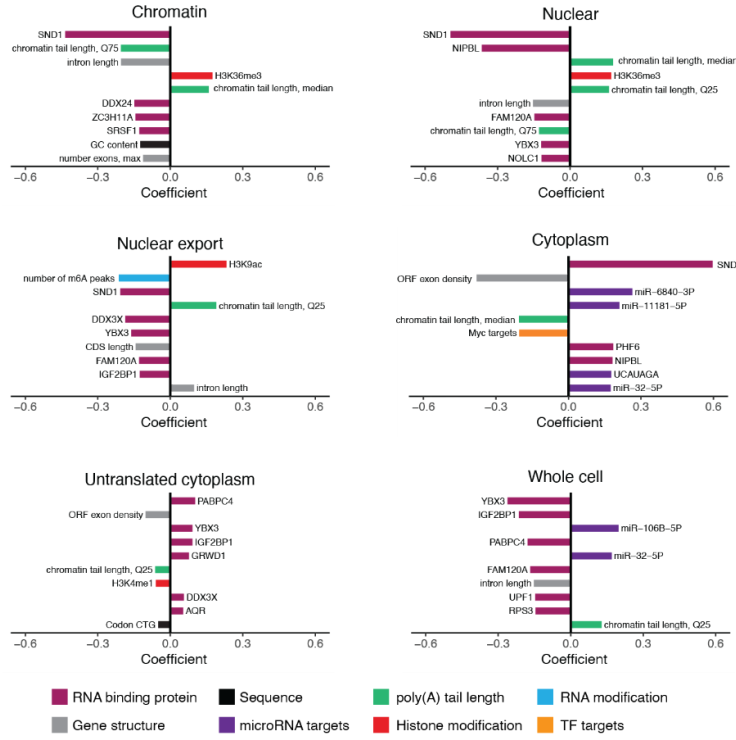 Chromatin
SND1
chromatin tail length, Q75
intron length
H3K36me3
chromatin tail length, median
DDX24
ZC3H11A
SRSF1
GC content
number exons, max
−0.6 −0.3 0.0 0.3 0.6
Coefficient
Nuclear
SND1
NIPBL
chromatin tail length, median
H3K36me3
chromatin tail length, Q25
intron length
FAM120A
chromatin tail length, Q75
YBX3
NOLC1
−0.6 −0.3 0.0 0.3 0.6
Coefficient
Nuclear export
H3K9ac
number of m6A peaks
SND1
chromatin tail length, Q25
DDX3X
YBX3
CDS length
FAM120A
IGF2BP1
intron length
−0.6 −0.3 0.0 0.3 0.6
Coefficient
Cytoplasm
SND
ORF exon density
miR−6840−3P
miR−11181−5P
chromatin tail length, median
Myc targets
PHF6
NIPBL
UCAUAGA
miR−32−5P
−0.6 −0.3 0.0 0.3 0.6
Coefficient
Untranslated cytoplasm
PABPC4
ORF exon density
YBX3
IGF2BP1
GRWD1
chromatin tail length, Q25
H3K4me1
DDX3X
AQR
Codon CTG
−0.6 −0.3 0.0 0.3 0.6
Coefficient
Whole cell
YBX3
IGF2BP1
miR−106B−5P
PABPC4
miR−32−5P
FAM120A
intron length
UPF1
RPS3
chromatin tail length, Q25
−0.6 −0.3 0.0 0.3 0.6
Coefficient
RNA binding protein
Sequence
poly(A) tail length
RNA modification
Gene structure
microRNA targets
Histone modification
TF targets